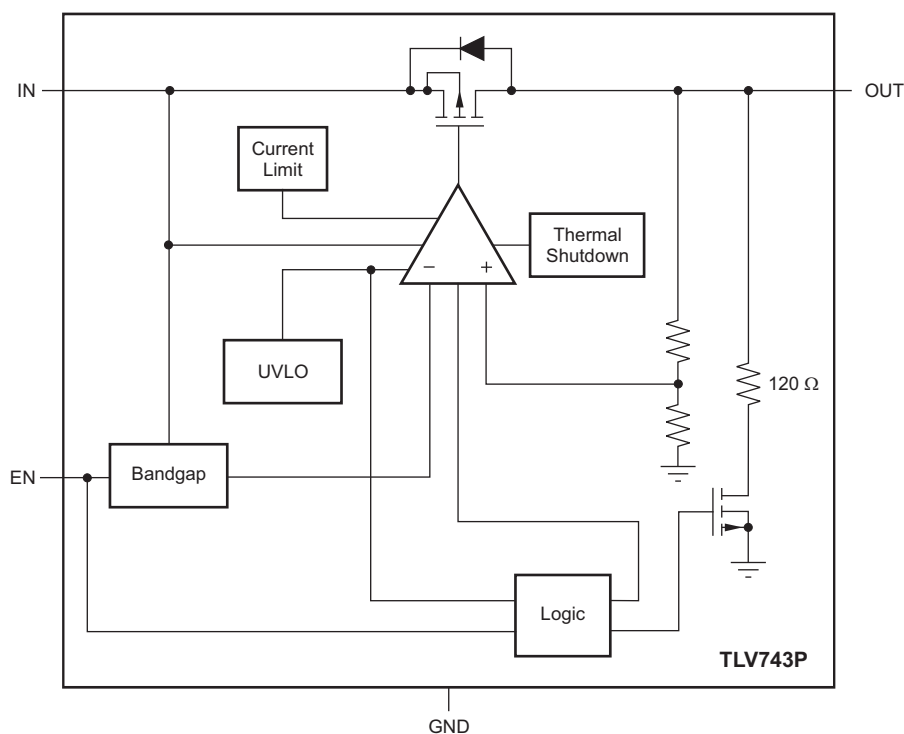 IN
OUT
Current
Limit
Thermal
Shutdown
−
+
UVLO
120 Ω
EN
Bandgap
Logic
TLV743P
GND